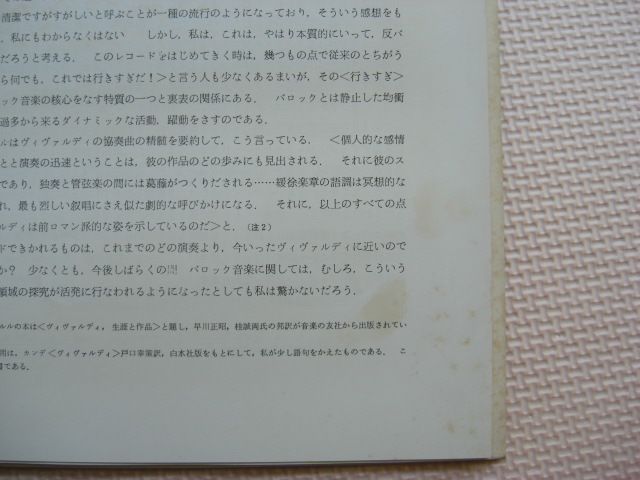 清潔ですがすがしいと呼ぶことが一種の流行のようになっており，そういう感想をも
，私にもわからなくはない　しかし，私は，これは，やはり本質的にいって，反バ
だろうと考える．　このレコードをはじめてきく時は，幾つもの点で従来のとちがう
ら何でも，これでは行きすぎだ！＞と言う人も少なくあるまいが，その＜行きすぎ＞
ック音楽の核心をなす特質の一つと裏表の関係にある．　バロックとは静止した均衡
過多から来るダイナミックな活動，躍動をさすのである．
ルはヴィヴァルディの協奏曲の精髄を要約して，こう言っている．　＜個人的な感情
とと演奏の迅速ということは，彼の作品のどの歩みにも見出される．　それに彼のス
であり，独奏と管弦楽の間には葛藤がつくりだされる……緩徐楽章の語調は冥想的な
れ，最も烈しい叙唱にさえ似た劇的な呼びかけになる．　それに，以上のすべての点
ルディは前ロマン派的な姿を示しているのだ＞と．（注２）
ドできかれるものは，これまでのどの演奏より，今いったヴィヴァルディに近いので
か？　少なくとも，今後しばらくの間　バロック音楽に関しては，むしろ，こういう
領域の探究が活発に行なわれるようになったとしても私は驚かないだろう．
ルルの本は＜ヴィヴァルディ，生涯と作品＞と題し，早川正昭，桂誠両氏の邦訳が音楽の友社から出版されてい
用は，カンデ＜ヴィヴァルディ＞戸口幸策訳，白水社版をもとにして，私が少し語句をかえたものである．　こ
である．